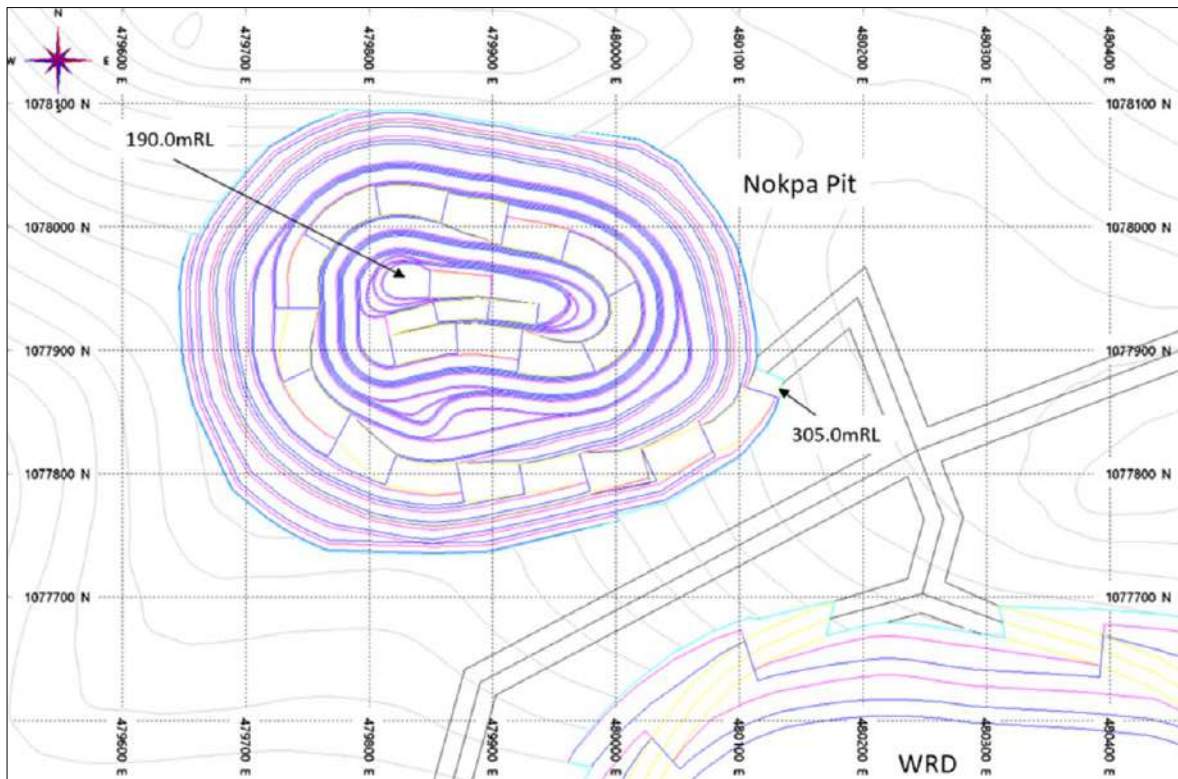 N
W
E
479600 E
479700 E
479800 E
479900 E
480000 E
480100 E
480200 E
480300 E
480400 E
1078100 N
1078100 N
190.0mRL
Nokpa Pit
1078000 N
1078000 N
1077900 N
1077900 N
305.0mRL
1077800 N
1077800 N
1077700 N
1077700 N
479600 E
479700 E
479800 E
479900 E
480000 E
480100 E
480200 E
480300 E
480400 E
WRD